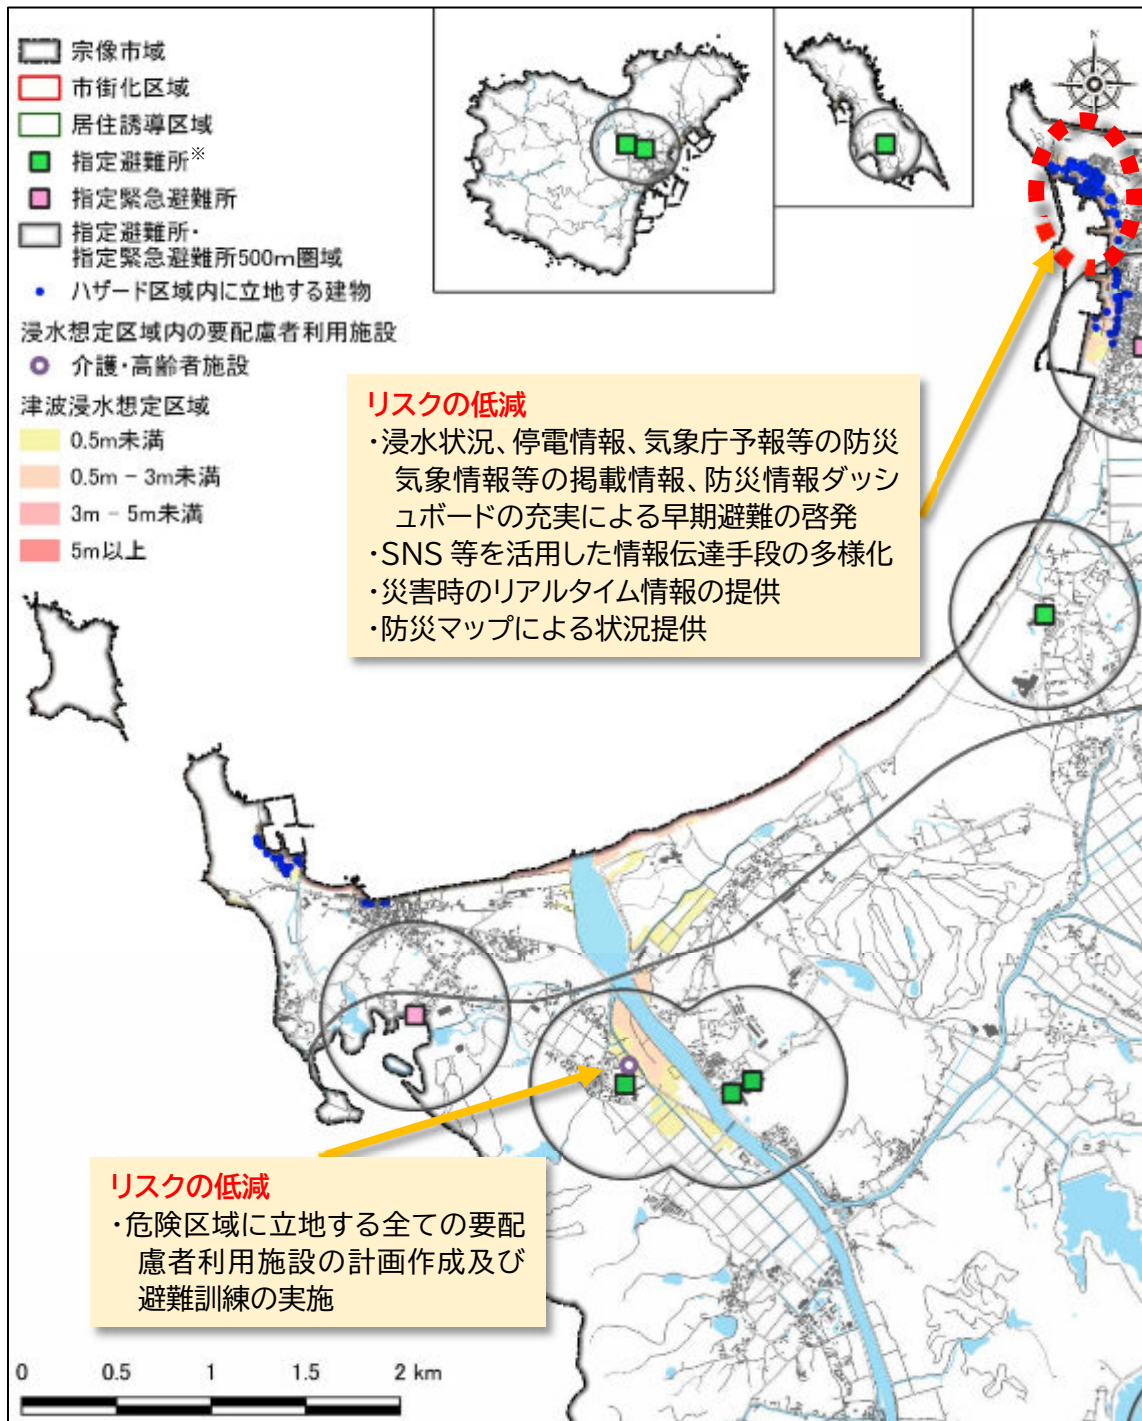 宗像市域
市街化区域
居住誘導区域
指定避難所※
指定緊急避難所
指定避難所・
指定緊急避難所500m圏域
ハザード区域内に立地する建物
浸水想定区域内の要配慮者利用施設
介護・高齢者施設
津波浸水想定区域
0.5m未満
0.5m - 3m未満
3m - 5m未満
5m以上
N
リスクの低減
・浸水状況、停電情報、気象庁予報等の防災
気象情報等の掲載情報、防災情報ダッシ
ュボードの充実による早期避難の啓発
・SNS 等を活用した情報伝達手段の多様化
・災害時のリアルタイム情報の提供
・防災マップによる状況提供
リスクの低減
・危険区域に立地する全ての要配
慮者利用施設の計画作成及び
避難訓練の実施
0 0.5 1 1.5 2 km